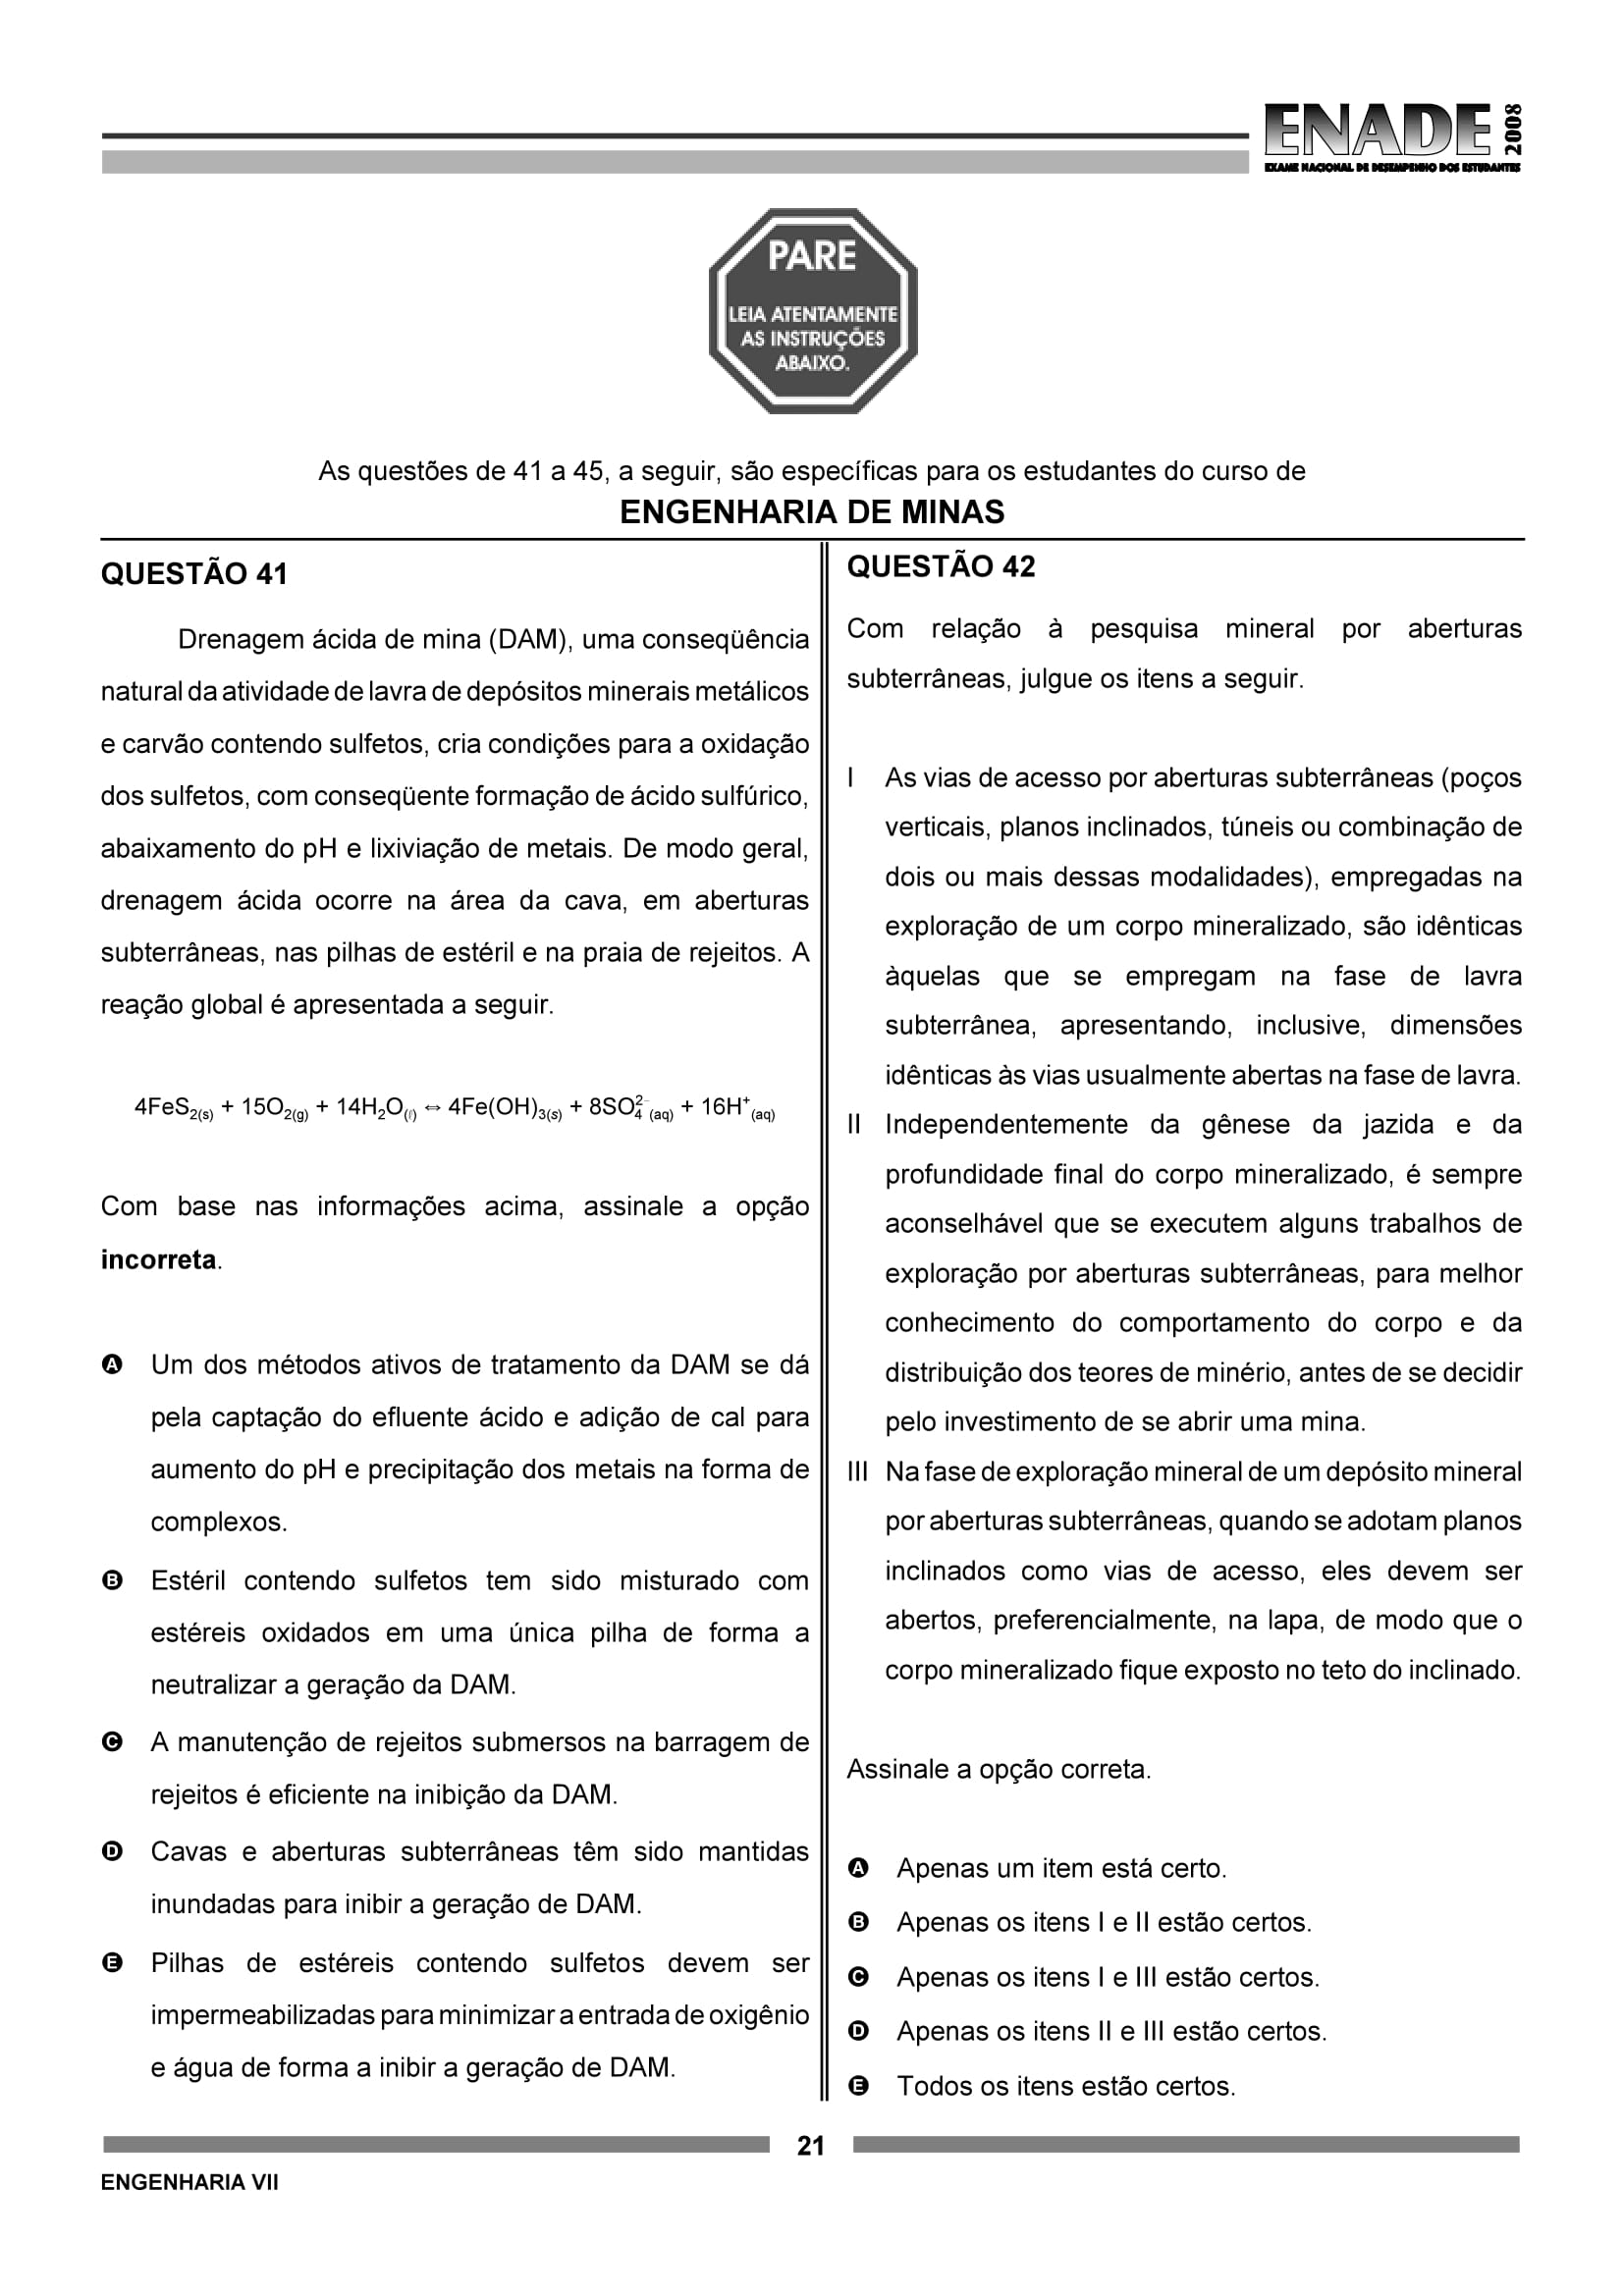 ENADE
2008
EXAME NACIONAL DE DESEMPENHO DOS ESTUDANTES
PARE
LEIA ATENTAMENTE
AS INSTRUÇÕES
ABAIXO.
As questões de 41 a 45, a seguir, são específicas para os estudantes do curso de
ENGENHARIA DE MINAS
QUESTÃO 41
Drenagem ácida de mina (DAM), uma conseqüência
natural da atividade de lavra de depósitos minerais metálicos
e carvão contendo sulfetos, cria condições para a oxidação
dos sulfetos, com conseqüente formação de ácido sulfúrico,
abaixamento do pH e lixiviação de metais. De modo geral,
drenagem ácida ocorre na área da cava, em aberturas
subterrâneas, nas pilhas de estéril e na praia de rejeitos. A
reação global é apresentada a seguir.
4FeS₂(s) + 15O₂(g) + 14H₂O(ℓ) ↔ 4Fe(OH)₃(s) + 8SO₄²⁻(aq) + 16H⁺(aq)
Com base nas informações acima, assinale a opção
incorreta.
A Um dos métodos ativos de tratamento da DAM se dá
pela captação do efluente ácido e adição de cal para
aumento do pH e precipitação dos metais na forma de
complexos.
B Estéril contendo sulfetos tem sido misturado com
estéreis oxidados em uma única pilha de forma a
neutralizar a geração da DAM.
C A manutenção de rejeitos submersos na barragem de
rejeitos é eficiente na inibição da DAM.
D Cavas e aberturas subterrâneas têm sido mantidas
inundadas para inibir a geração de DAM.
E Pilhas de estéreis contendo sulfetos devem ser
impermeabilizadas para minimizar a entrada de oxigênio
e água de forma a inibir a geração de DAM.
QUESTÃO 42
Com relação à pesquisa mineral por aberturas
subterrâneas, julgue os itens a seguir.
I As vias de acesso por aberturas subterrâneas (poços
verticais, planos inclinados, túneis ou combinação de
dois ou mais dessas modalidades), empregadas na
exploração de um corpo mineralizado, são idênticas
àquelas que se empregam na fase de lavra
subterrânea, apresentando, inclusive, dimensões
idênticas às vias usualmente abertas na fase de lavra.
II Independentemente da gênese da jazida e da
profundidade final do corpo mineralizado, é sempre
aconselhável que se executem alguns trabalhos de
exploração por aberturas subterrâneas, para melhor
conhecimento do comportamento do corpo e da
distribuição dos teores de minério, antes de se decidir
pelo investimento de se abrir uma mina.
III Na fase de exploração mineral de um depósito mineral
por aberturas subterrâneas, quando se adotam planos
inclinados como vias de acesso, eles devem ser
abertos, preferencialmente, na lapa, de modo que o
corpo mineralizado fique exposto no teto do inclinado.
Assinale a opção correta.
A Apenas um item está certo.
B Apenas os itens I e II estão certos.
C Apenas os itens I e III estão certos.
D Apenas os itens II e III estão certos.
E Todos os itens estão certos.
21
ENGENHARIA VII